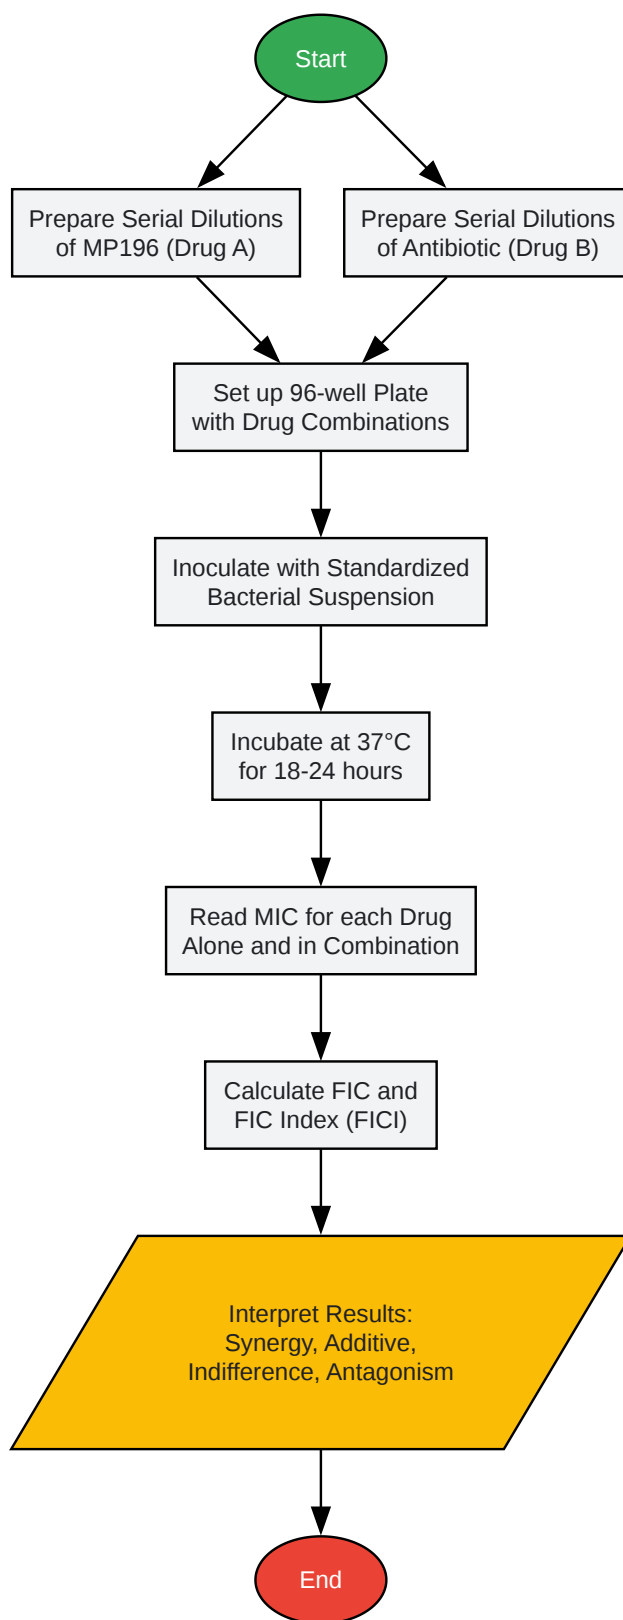 Start
Prepare Serial Dilutions
of MP196 (Drug A)
Prepare Serial Dilutions
of Antibiotic (Drug B)
Set up 96-well Plate
with Drug Combinations
Inoculate with Standardized
Bacterial Suspension
Incubate at 37°C
for 18-24 hours
Read MIC for each Drug
Alone and in Combination
Calculate FIC and
FIC Index (FICI)
Interpret Results:
Synergy, Additive,
Indifference, Antagonism
End